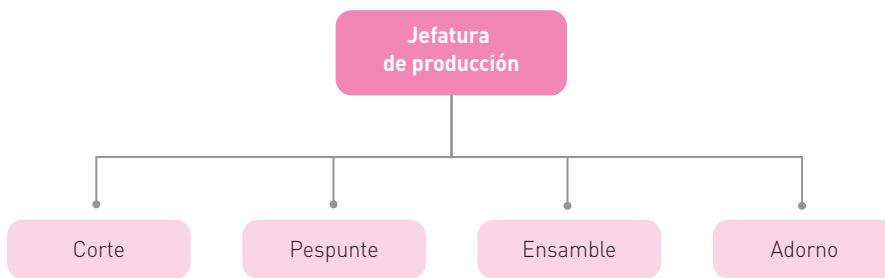 Jefatura
de producción
Corte
Pespunte
Ensamble
Adorno